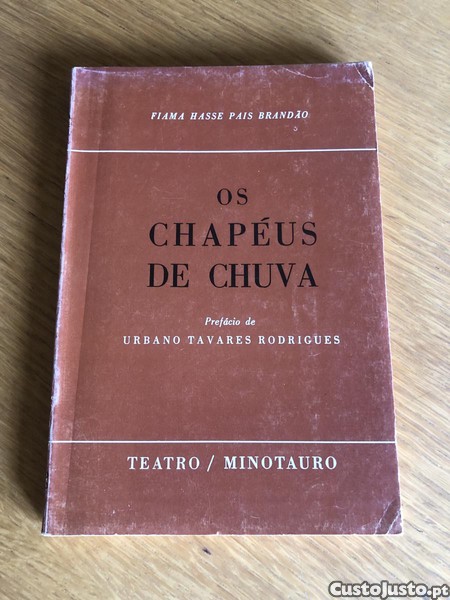 FIAMA HASSE PAIS BRANDÃO
OS
CHAPÉUS
DE CHUVA
Prefácio de
URBANO TAVARES RODRIGUES
TEATRO / MINOTAURO
CustoJusto.pt